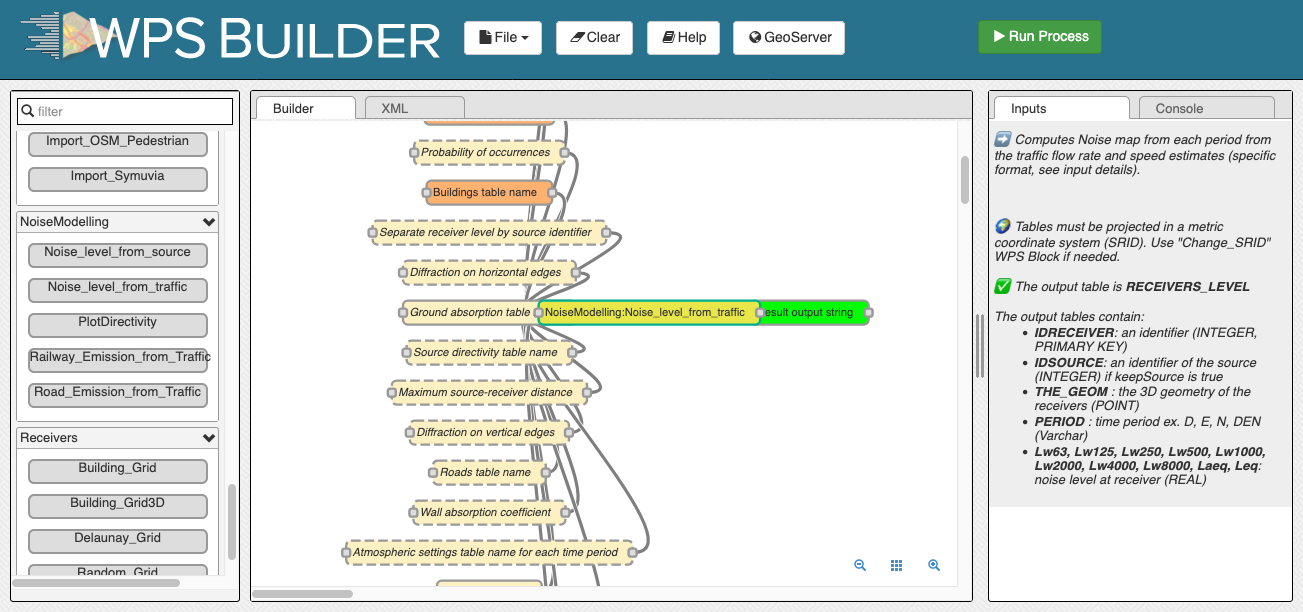 WPS BUILDER
File
Clear
Help
GeoServer
Run Process
filter
Import_OSM_Pedestrian
Import_Symuvia
NoiseModelling
Noise_level_from_source
Noise_level_from_traffic
PlotDirectivity
Railway_Emission_from_Traffic
Road_Emission_from_Traffic
Receivers
Building_Grid
Building_Grid3D
Delaunay_Grid
Random_Grid
Builder
XML
Probability of occurrences
Buildings table name
Separate receiver level by source identifier
Diffraction on horizontal edges
Ground absorption table
NoiseModelling:Noise_level_from_traffic
esult output string
Source directivity table name
Maximum source-receiver distance
Diffraction on vertical edges
Roads table name
Wall absorption coefficient
Atmospheric settings table name for each time period
Inputs
Console
Computes Noise map from each period from
the traffic flow rate and speed estimates (specific
format, see input details).
Tables must be projected in a metric
coordinate system (SRID). Use "Change_SRID"
WPS Block if needed.
The output table is RECEIVERS_LEVEL
The output tables contain:
• IDRECEIVER: an identifier (INTEGER,
PRIMARY KEY)
• IDSOURCE: an identifier of the source
(INTEGER) if keepSource is true
• THE_GEOM : the 3D geometry of the
receivers (POINT)
• PERIOD : time period ex. D, E, N, DEN
(Varchar)
• Lw63, Lw125, Lw250, Lw500, Lw1000,
Lw2000, Lw4000, Lw8000, Laeq, Leq:
noise level at receiver (REAL)